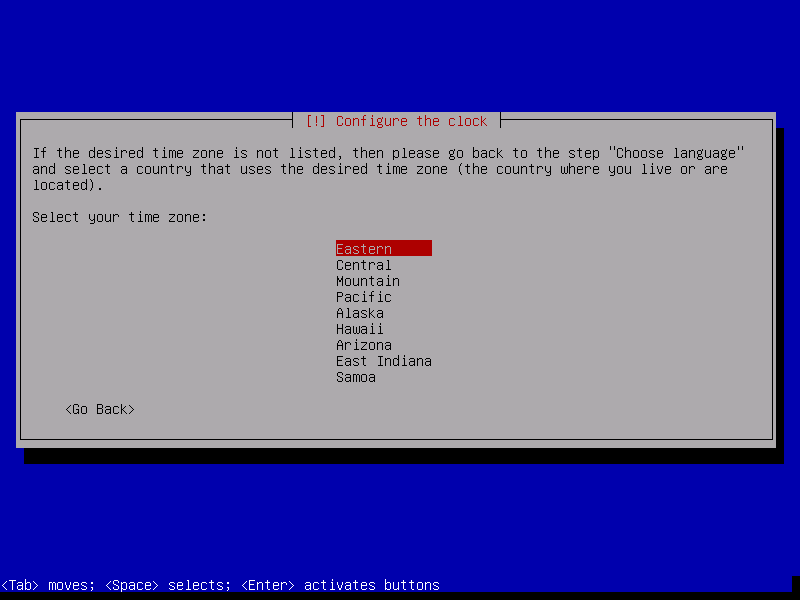 [!] Configure the clock
If the desired time zone is not listed, then please go back to the step "Choose language"
and select a country that uses the desired time zone (the country where you live or are
located).
Select your time zone:
Eastern
Central
Mountain
Pacific
Alaska
Hawaii
Arizona
East Indiana
Samoa
<Go Back>
<Tab> moves; <Space> selects; <Enter> activates buttons